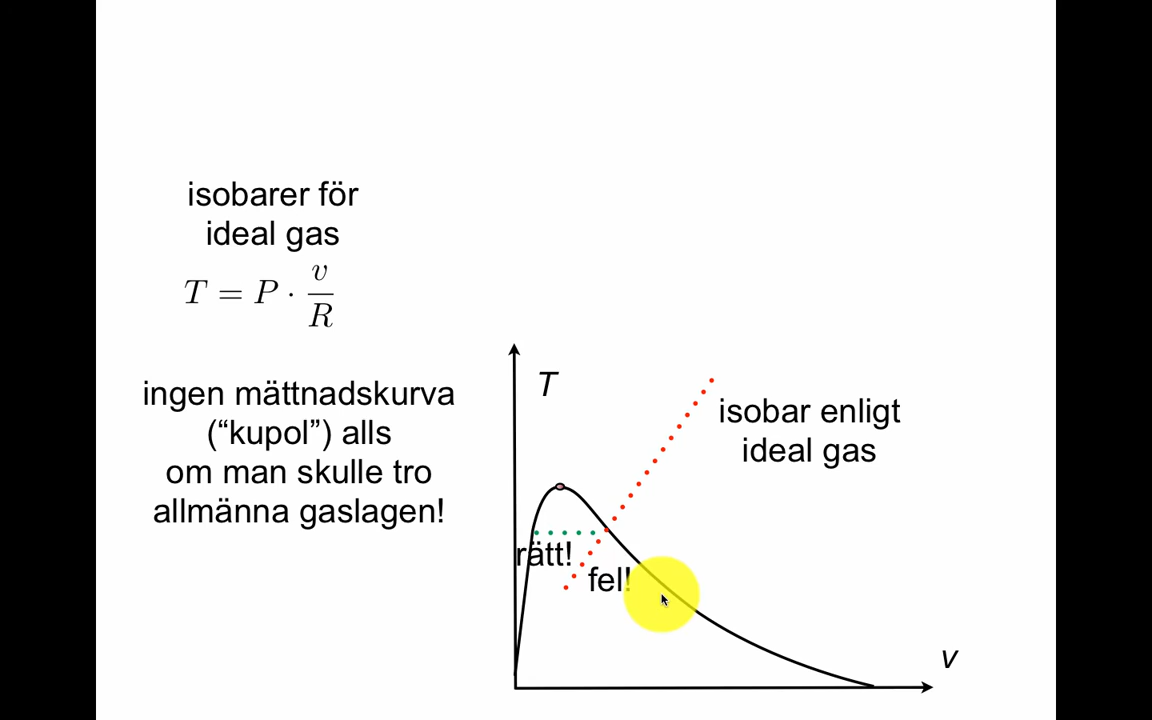 isobarer för
ideal gas
T = P · v/R
ingen mättnadskurva
(“kupol”) alls
om man skulle tro
allmänna gaslagen!
T
isobar enligt
ideal gas
rätt!
fel!
v